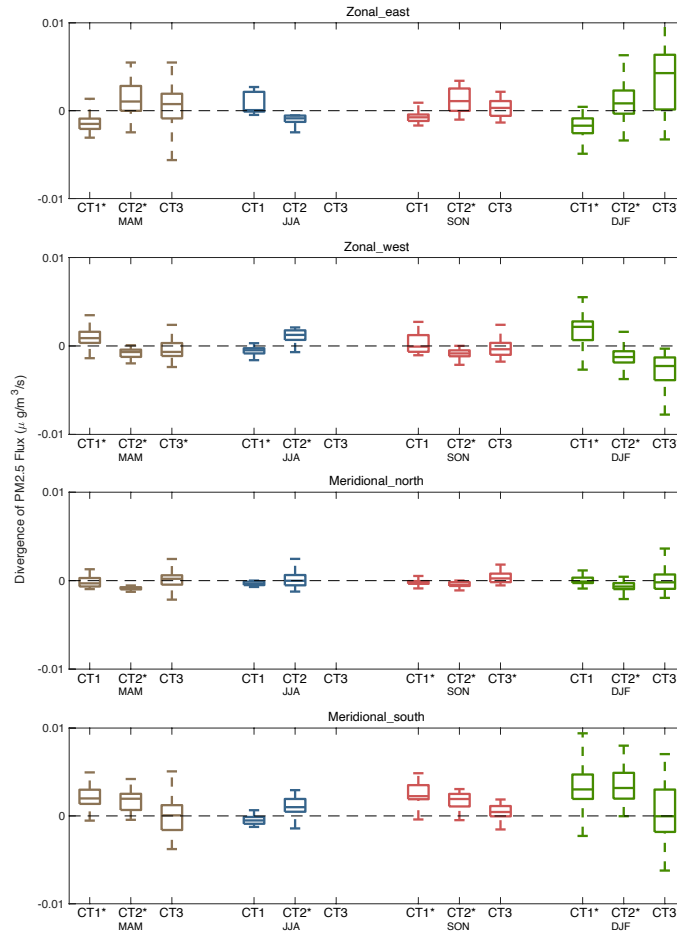 Zonal_east
0.01
0
-0.01
CT1* CT2* CT3 CT1 CT2 CT3 CT1 CT2* CT3 CT1* CT2* CT3
MAM JJA SON DJF
Zonal_west
0.01
0
-0.01
CT1* CT2* CT3* CT1* CT2* CT3 CT1 CT2* CT3 CT1* CT2* CT3
MAM JJA SON DJF
Divergence of PM2.5 Flux (μ g/m³/s)
Meridional_north
0.01
0
-0.01
CT1 CT2* CT3 CT1 CT2 CT3 CT1* CT2* CT3* CT1 CT2* CT3
MAM JJA SON DJF
Meridional_south
0.01
0
-0.01
CT1* CT2* CT3 CT1 CT2* CT3 CT1* CT2* CT3 CT1* CT2* CT3
MAM JJA SON DJF